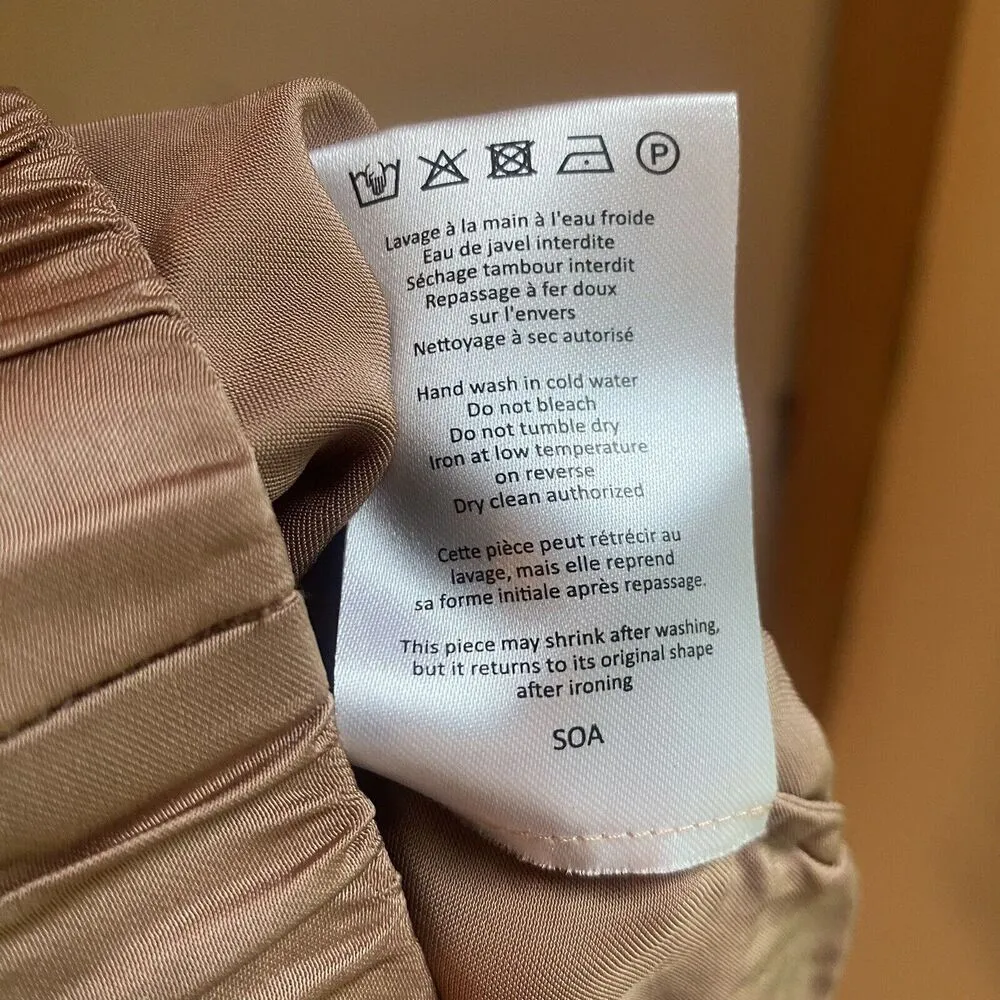 P
Lavage à la main à l'eau froide
Eau de javel interdite
Séchage tambour interdit
Repassage à fer doux
sur l'envers
Nettoyage à sec autorisé
Hand wash in cold water
Do not bleach
Do not tumble dry
Iron at low temperature
on reverse
Dry clean authorized
Cette pièce peut rétrécir au
lavage, mais elle reprend
sa forme initiale après repassage.
This piece may shrink after washing,
but it returns to its original shape
after ironing
SOA